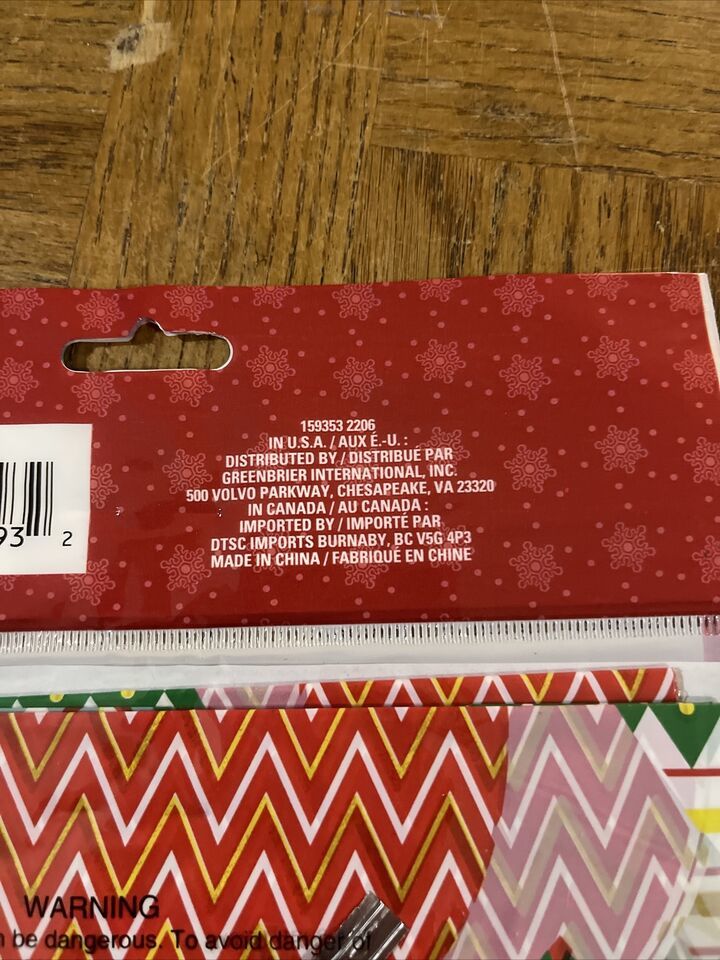 159353 2206
IN U.S.A. / AUX É.-U. :
DISTRIBUTED BY / DISTRIBUÉ PAR
GREENBRIER INTERNATIONAL, INC.
500 VOLVO PARKWAY, CHESAPEAKE, VA 23320
IN CANADA / AU CANADA :
IMPORTED BY / IMPORTÉ PAR
DTSC IMPORTS BURNABY, BC V5G 4P3
MADE IN CHINA / FABRIQUÉ EN CHINE
93 2
WARNING
be dangerous. To avoid danger of